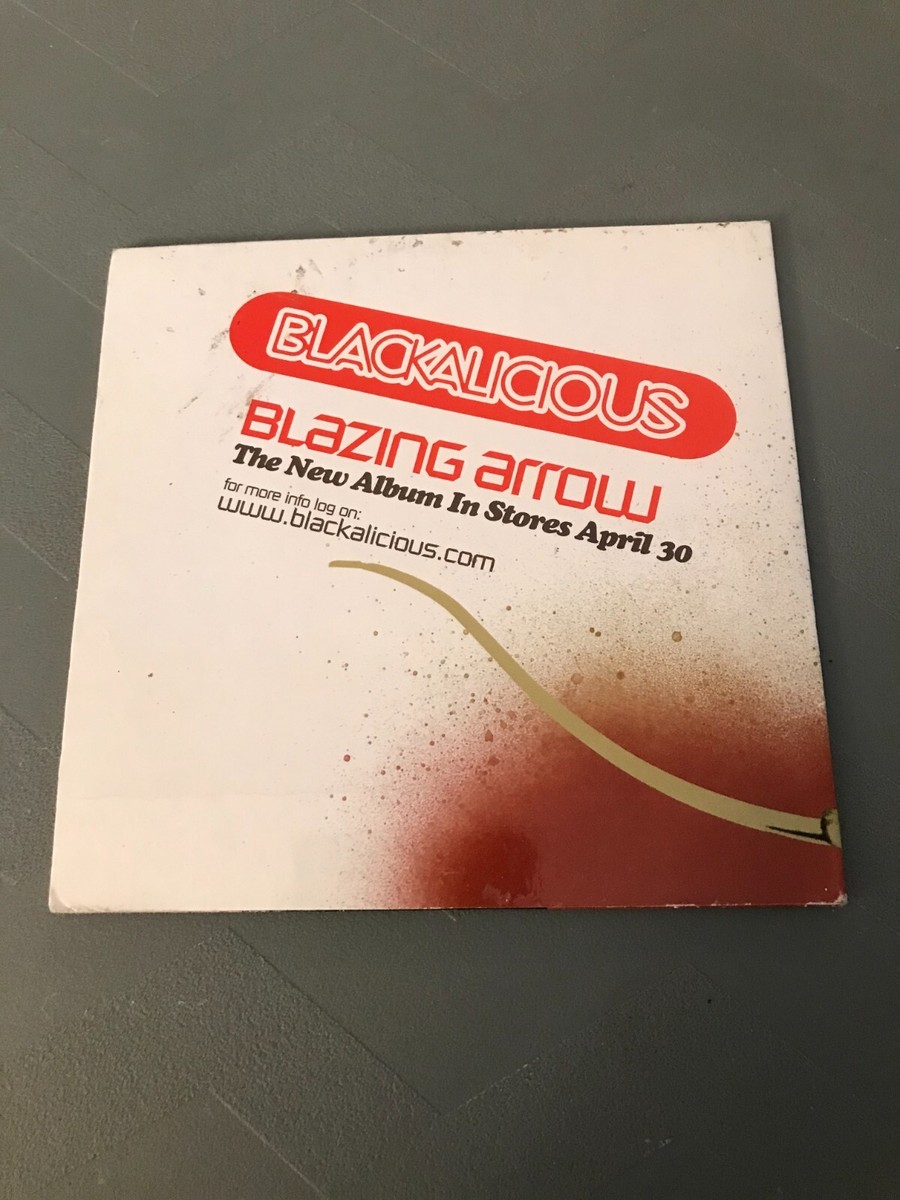 BLACKALICIOUS
BLazING arrow
The New Album In Stores April 30
for more info log on:
www.blackalicious.com